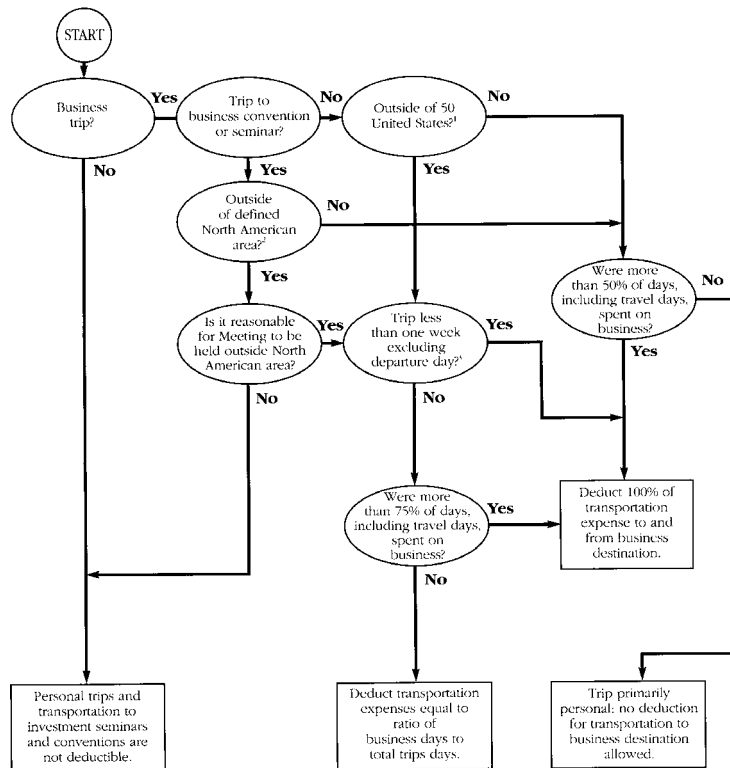 START
Business
trip?
Yes
Trip to
business convention
or seminar?
No
Outside of 50
United States?¹
No
No
Yes
Yes
Outside
of defined
North American
area?²
No
Yes
Were more
than 50% of days,
including travel days,
spent on
business?
No
Is it reasonable
for Meeting to be
held outside North
American area?
Yes
Trip less
than one week
excluding
departure day?
Yes
Yes
No
No
Were more
than 75% of days,
including travel days,
spent on
business?
Yes
Deduct 100% of
transportation
expense to and
from business
destination.
No
Personal trips and
transportation to
investment seminars
and conventions are
not deductible.
Deduct transportation
expenses equal to
ratio of
business days to
total trips days.
Trip primarily
personal: no deduction
for transportation to
business destination
allowed.